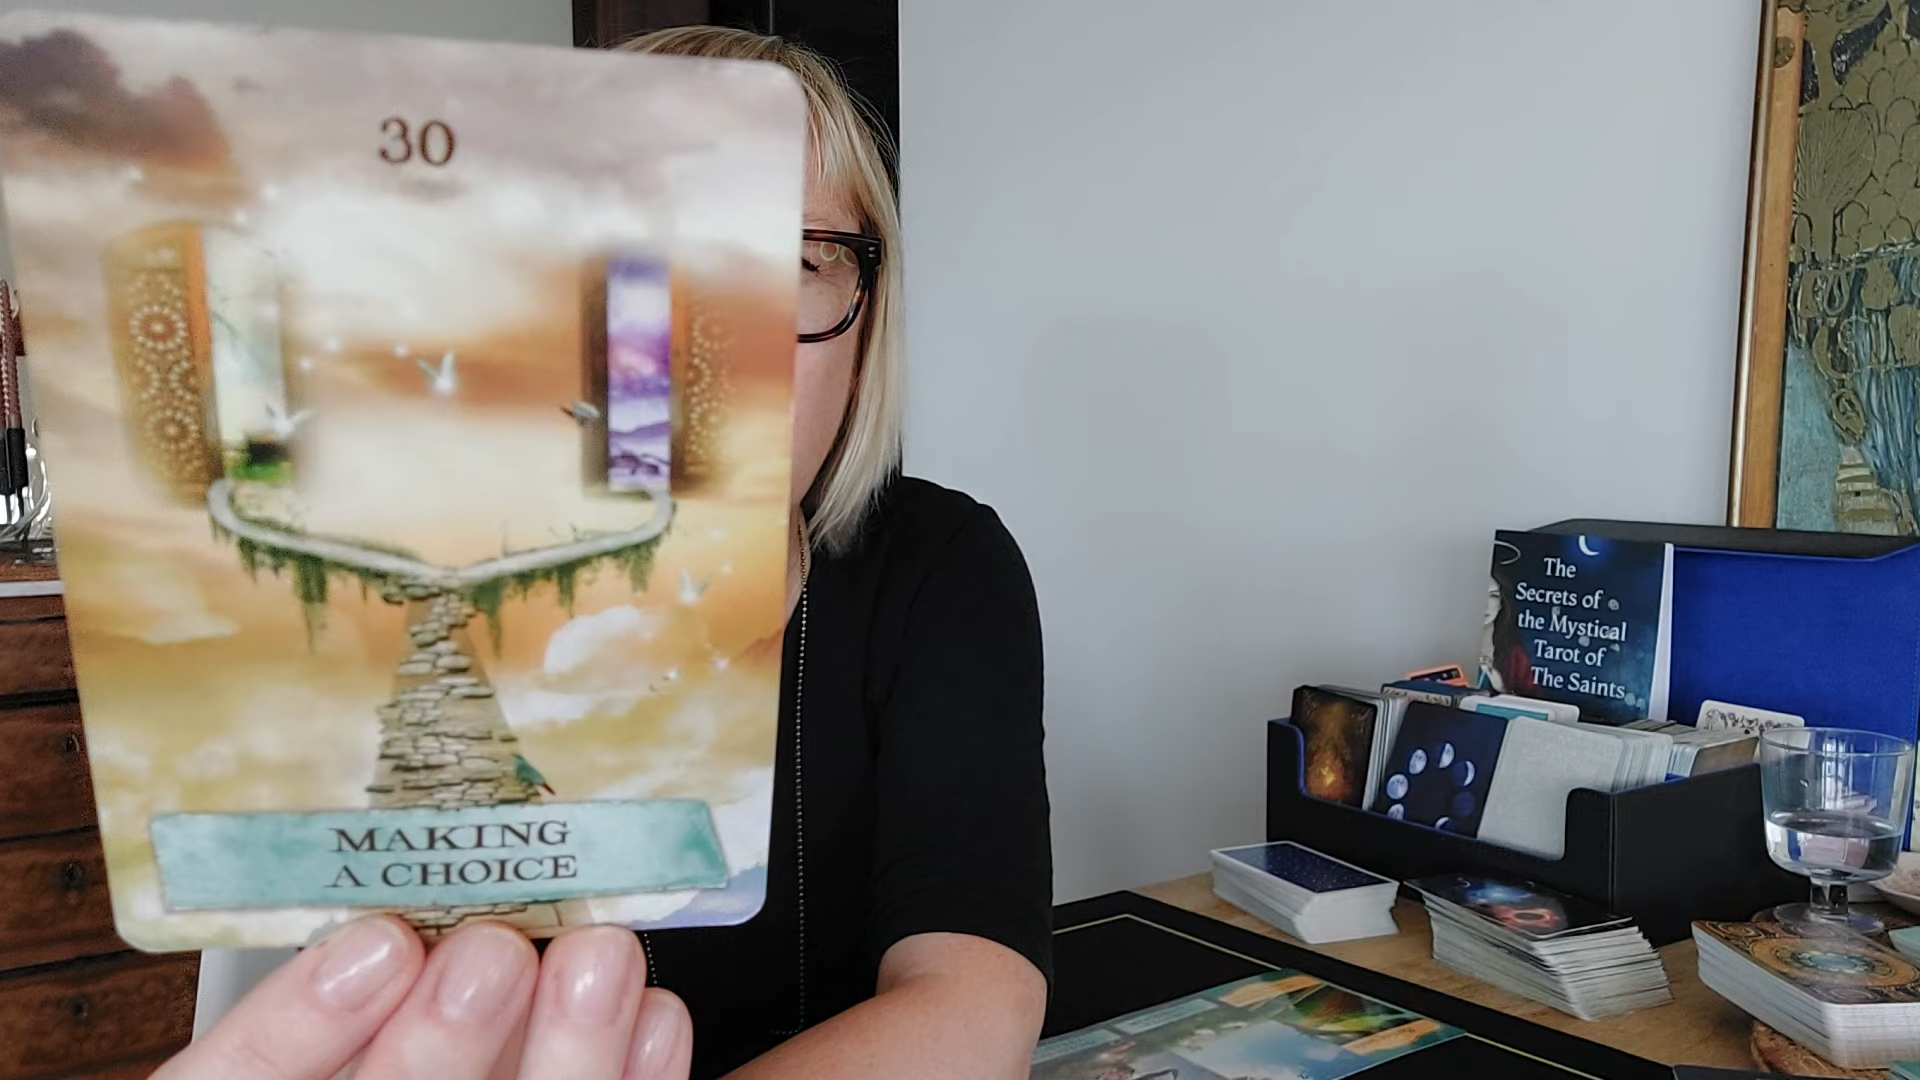 30
MAKING
A CHOICE
The
Secrets of
the Mystical
Tarot of
The Saints